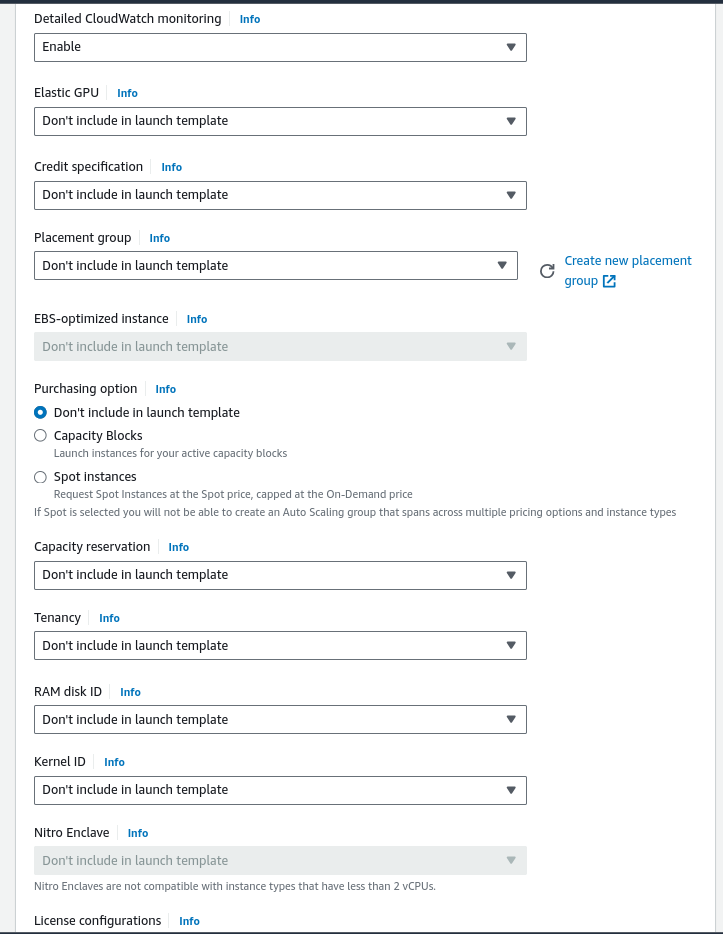 Detailed CloudWatch monitoring Info
Enable
Elastic GPU Info
Don't include in launch template
Credit specification Info
Don't include in launch template
Placement group Info
Don't include in launch template
Create new placement
group
EBS-optimized instance Info
Don't include in launch template
Purchasing option Info
Don't include in launch template
Capacity Blocks
Launch instances for your active capacity blocks
Spot instances
Request Spot Instances at the Spot price, capped at the On-Demand price
If Spot is selected you will not be able to create an Auto Scaling group that spans across multiple pricing options and instance types
Capacity reservation Info
Don't include in launch template
Tenancy Info
Don't include in launch template
RAM disk ID Info
Don't include in launch template
Kernel ID Info
Don't include in launch template
Nitro Enclave Info
Don't include in launch template
Nitro Enclaves are not compatible with instance types that have less than 2 vCPUs.
License configurations Info